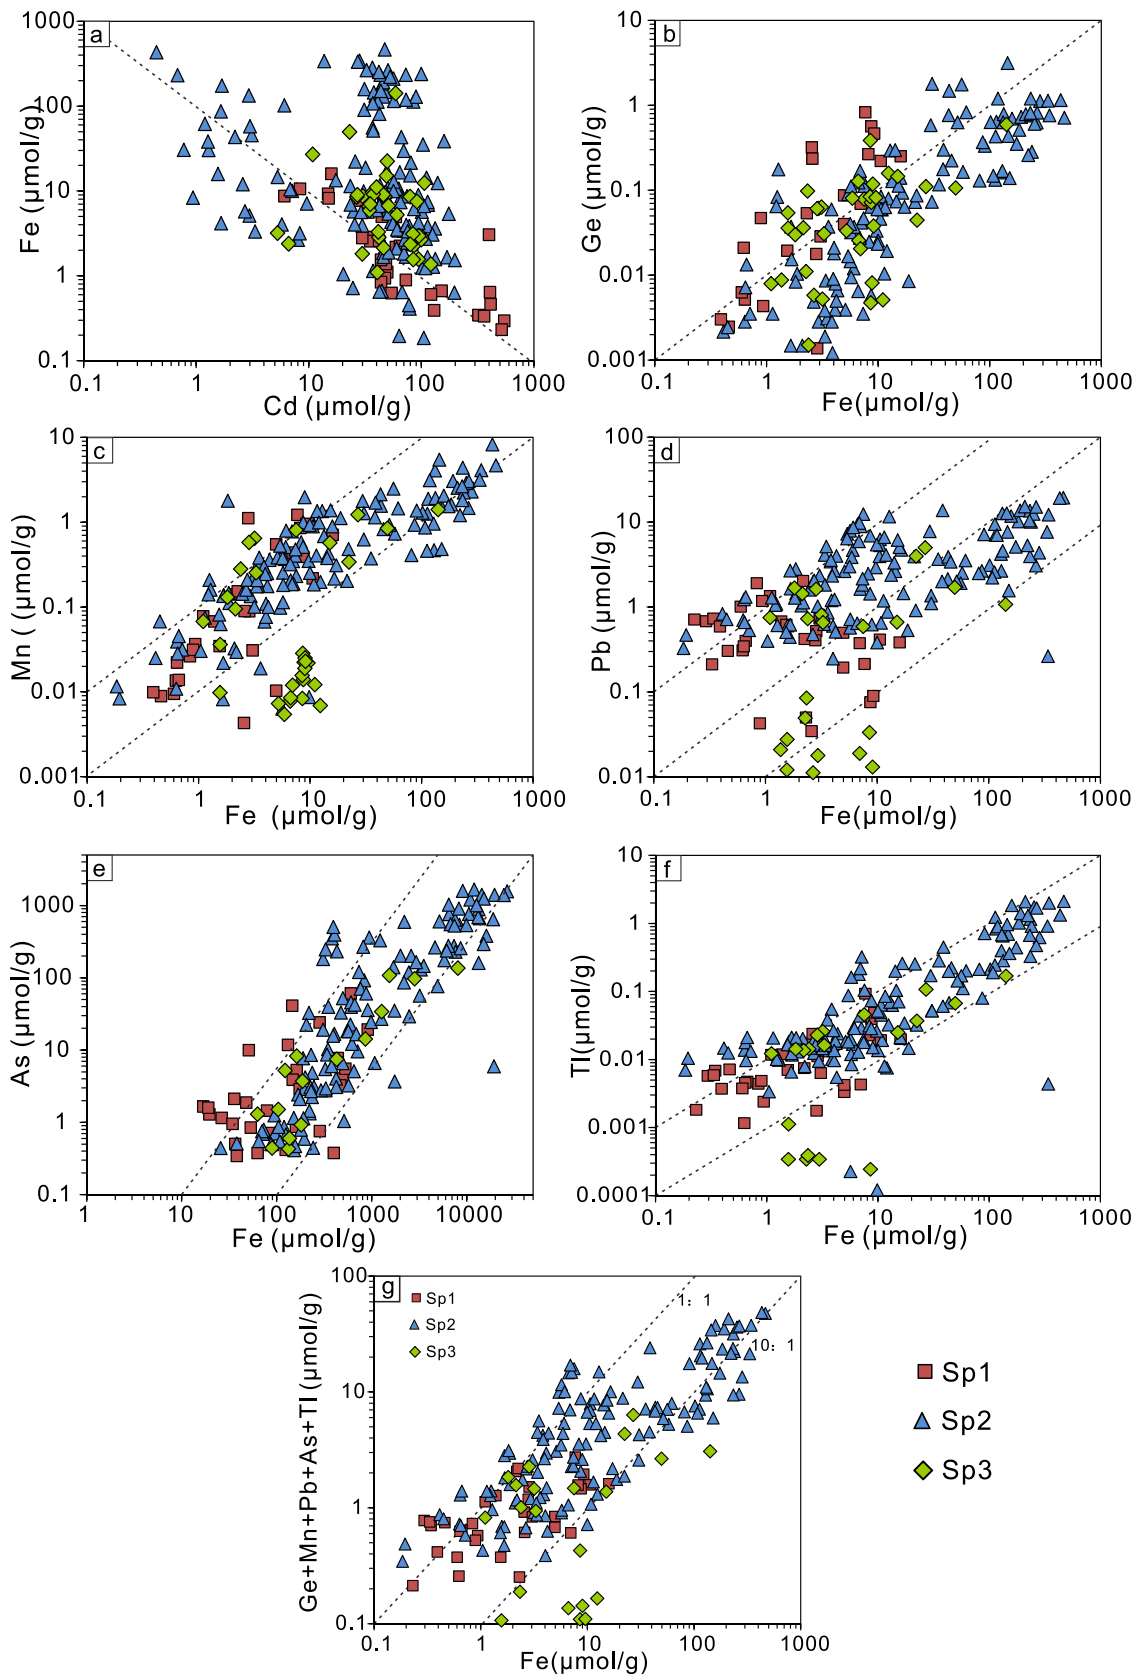 a
1000
100
10
1
0.1
Fe (μmol/g)
0.1
1
10
100
1000
Cd (μmol/g)
b
10
1
0.1
0.01
0.001
Ge (μmol/g)
0.1
1
10
100
1000
Fe(μmol/g)
c
10
1
0.1
0.01
0.001
Mn ( (μmol/g)
0.1
1
10
100
1000
Fe (μmol/g)
d
100
10
1
0.1
0.01
Pb (μmol/g)
0.1
1
10
100
1000
Fe(μmol/g)
e
1000
100
10
1
0.1
As (μmol/g)
1
10
100
1000
10000
Fe (μmol/g)
f
10
1
0.1
0.01
0.001
0.0001
Tl(μmol/g)
0.1
1
10
100
1000
Fe (μmol/g)
g
100
10
1
0.1
Ge+Mn+Pb+As+Tl (μmol/g)
Sp1
Sp2
Sp3
1: 1
10: 1
0.1
1
10
100
1000
Fe(μmol/g)
Sp1
Sp2
Sp3